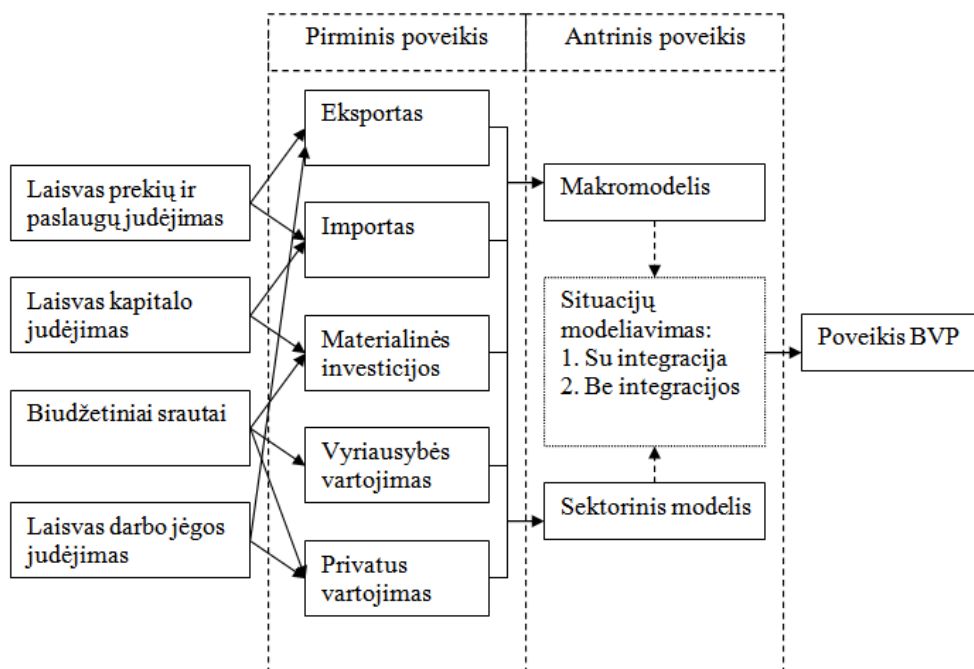 Pirminis poveikis
Antrinis poveikis
Laisvas prekių ir
paslaugų judėjimas
Laisvas kapitalo
judėjimas
Biudžetiniai srautai
Laisvas darbo jėgos
judėjimas
Eksportas
Importas
Materialinės
investicijos
Vyriausybės
vartojimas
Privatus
vartojimas
Makromodelis
Situacijų
modeliavimas:
1. Su integracija
2. Be integracijos
Sektorinis modelis
Poveikis BVP